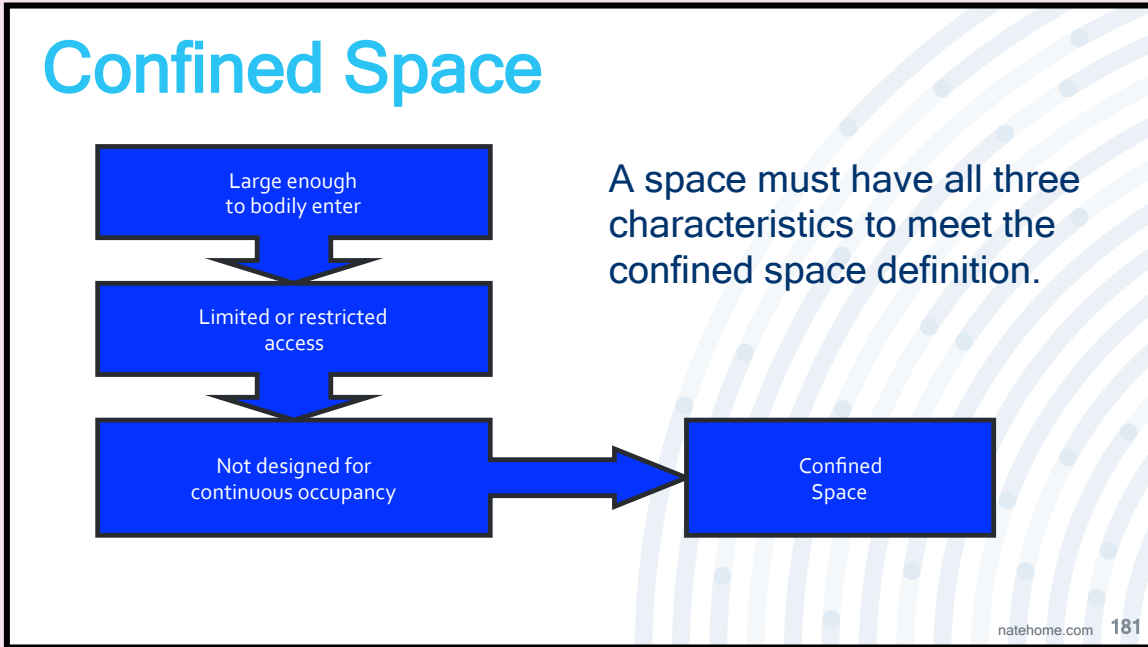 Confined Space
Large enough
to bodily enter
A space must have all three
characteristics to meet the
confined space definition.
Limited or restricted
access
Not designed for
continuous occupancy
Confined
Space
natehome.com 181